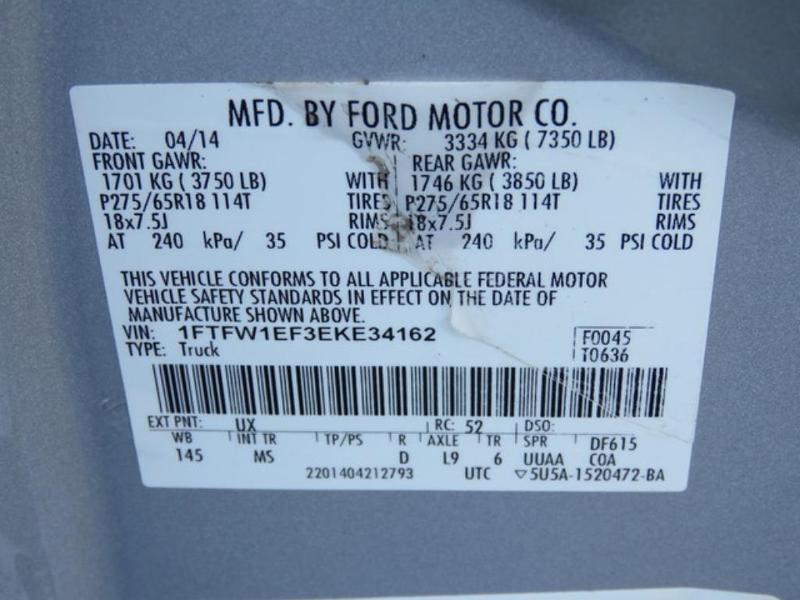 MFD. BY FORD MOTOR CO.
DATE: 04/14 GVWR: 3334 KG ( 7350 LB)
FRONT GAWR: REAR GAWR:
1701 KG ( 3750 LB) WITH 1746 KG ( 3850 LB) WITH
P275/65R18 114T TIRES P275/65R18 114T TIRES
18x7.5J RIMS 18x7.5J RIMS
AT 240 kPa/ 35 PSI COLD AT 240 kPa/ 35 PSI COLD
THIS VEHICLE CONFORMS TO ALL APPLICABLE FEDERAL MOTOR
VEHICLE SAFETY STANDARDS IN EFFECT ON THE DATE OF
MANUFACTURE SHOWN ABOVE.
VIN: 1FTFW1EF3EKE34162 F0045
TYPE: Truck T0636
EXT PNT: UX RC: 52 DSO:
WB INT TR TP/PS R AXLE TR SPR DF615
145 MS D L9 6 UUAA COA
2201404212793 UTC ▽5U5A-1520472-BA